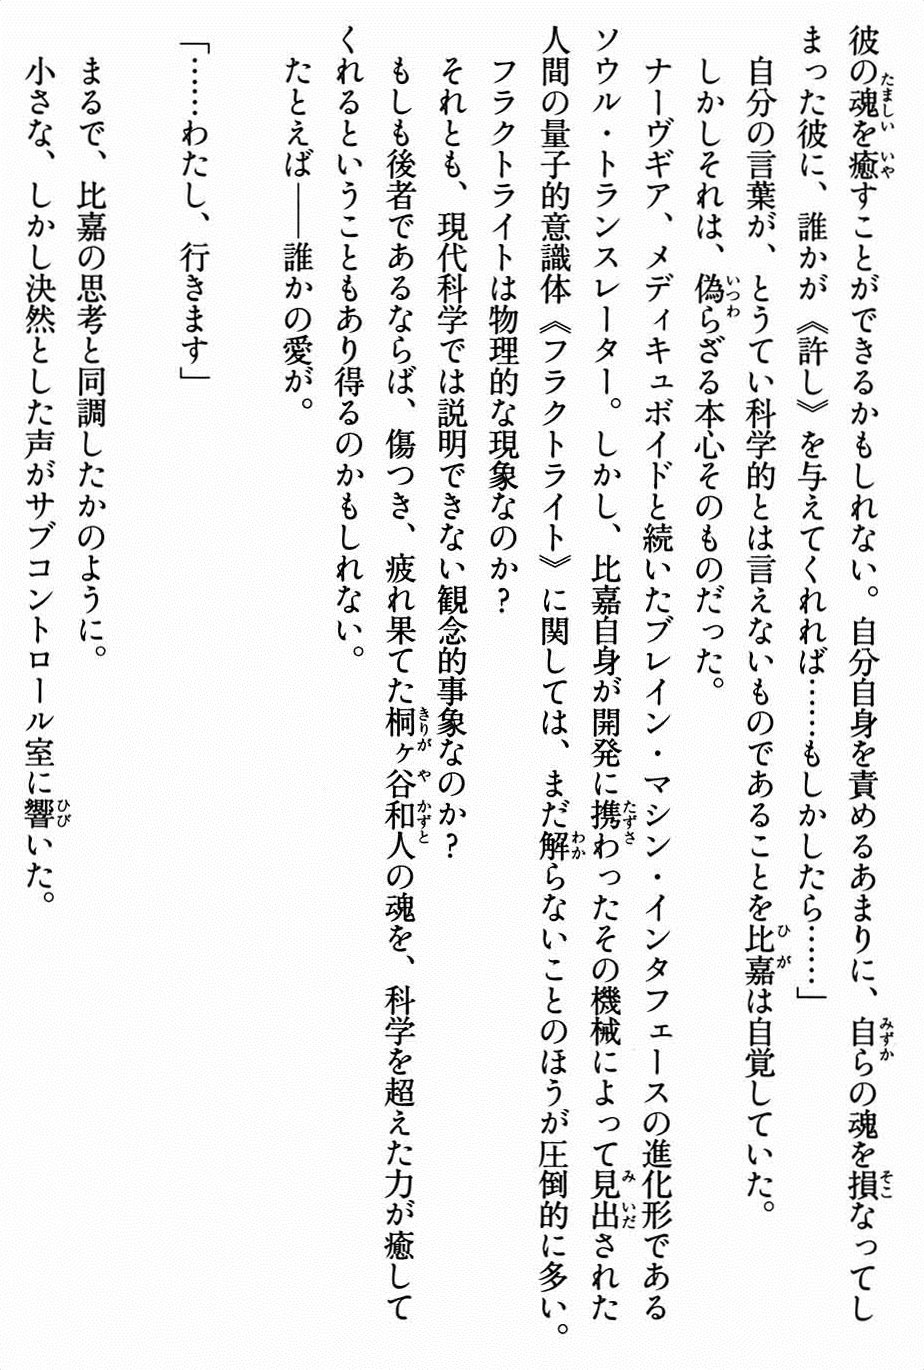 彼の魂を癒すことができるかもしれない。自分自身を責めるあまりに、自らの魂を損なってし
まった彼に、誰かが《許し》を与えてくれれば……もしかしたら……」
自分の言葉が、とうてい科学的とは言えないものであることを比嘉は自覚していた。
しかしそれは、偽らざる本心そのものだった。
ナーヴギア、メディキュボイドと続いたブレイン・マシン・インタフェースの進化形である
ソウル・トランスレーター。しかし、比嘉自身が開発に携わったその機械によって見出された
人間の量子的意識体《フラクトライト》に関しては、まだ解らないことのほうが圧倒的に多い。
フラクトライトは物理的な現象なのか?
それとも、現代科学では説明できない観念的事象なのか?
もしも後者であるならば、傷つき、疲れ果てた桐ヶ谷和人の魂を、科学を超えた力が癒して
くれるということもあり得るのかもしれない。
たとえば――誰かの愛が。
「……わたし、行きます」
まるで、比嘉の思考と同調したかのように。
小さな、しかし決然とした声がサブコントロール室に響いた。